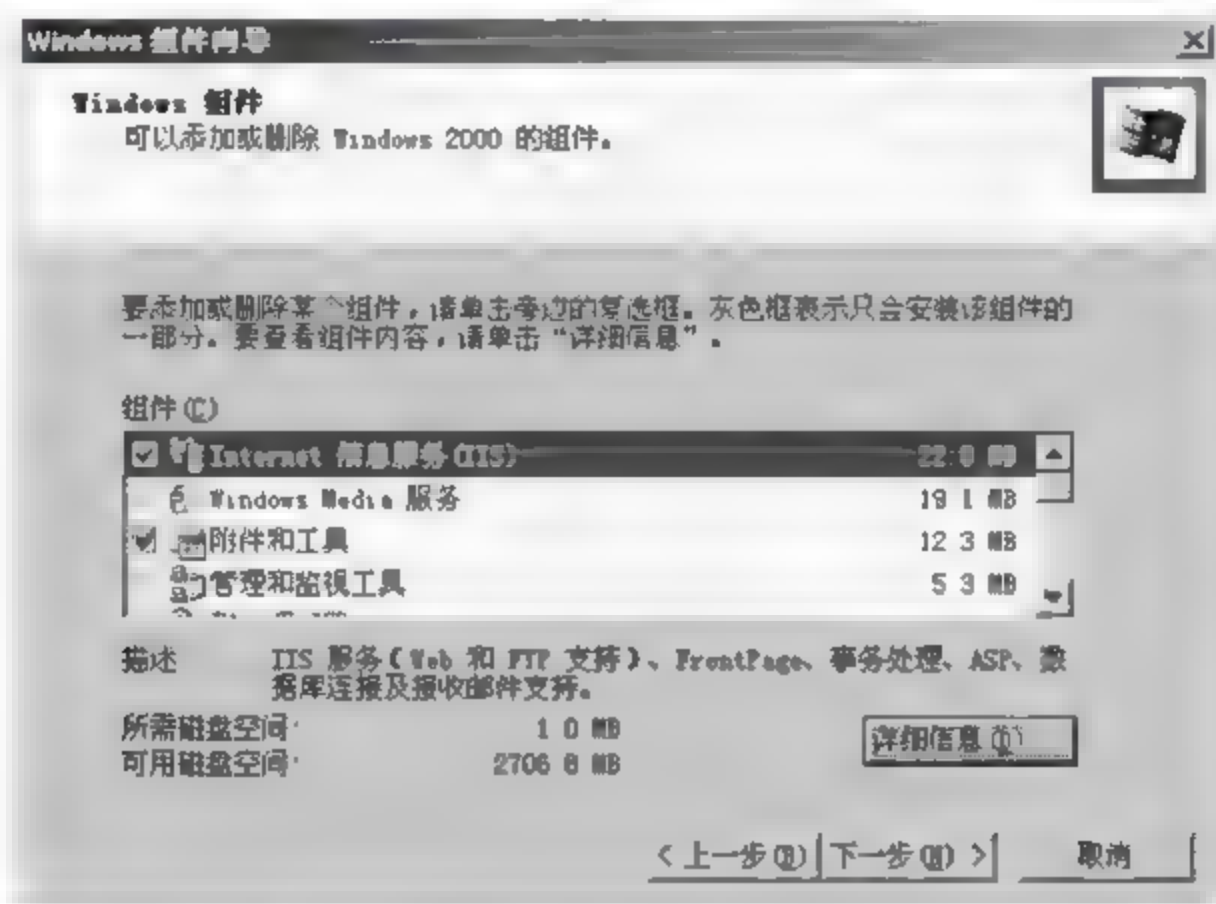 Windows 组件向导
Windows 组件
可以添加或删除 Windows 2000 的组件。
要添加或删除某个组件，请单击旁边的复选框。灰色框表示只会安装该组件的
一部分。要查看组件内容，请单击“详细信息”。
组件(C)
Internet 信息服务(IIS)
Windows Media 服务 19 1 MB
附件和工具 12 3 MB
管理和监视工具 5 3 MB
描述 IIS 服务(Web 和 FTP 支持)、FrontPage、事务处理、ASP、数
据库连接及接收邮件支持。
所需磁盘空间: 1 0 MB
可用磁盘空间: 2706 8 MB
详细信息(D)
< 上一步(B) 下一步(N) > 取消